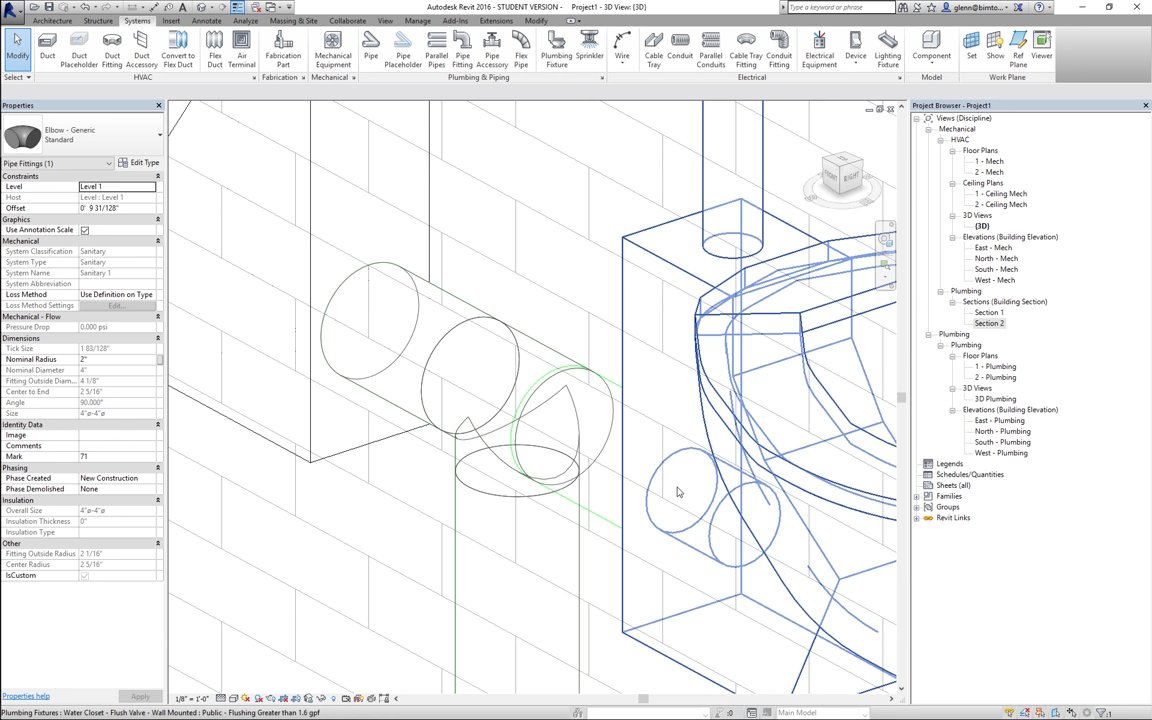 Autodesk Revit 2016 - STUDENT VERSION - Project1 - 3D View: {3D}
Type a keyword or phrase
glenn@bimto...
Architecture Structure Systems Insert Annotate Analyze Massing & Site Collaborate View Manage Add-Ins Extensions Modify
Modify
Duct
Duct Placeholder
Duct Fitting
Duct Accessory
Convert to Flex Duct
Flex Duct
Air Terminal
Fabrication Part
Mechanical Equipment
Pipe
Pipe Placeholder
Parallel Pipes
Pipe Fitting
Pipe Accessory
Flex Pipe
Plumbing Fixture
Sprinkler
Wire
Cable Tray
Conduit
Parallel Conduits
Cable Tray Fitting
Conduit Fitting
Electrical Equipment
Device
Lighting Fixture
Component
Set
Show
Ref Plane
Viewer
Select HVAC Fabrication Mechanical Plumbing & Piping Electrical Model Work Plane
Properties
Elbow - Generic
Standard
Pipe Fittings (1)
Edit Type
Constraints
Level Level 1
Host Level : Level 1
Offset 0' 9 31/128"
Graphics
Use Annotation Scale
Mechanical
System Classification Sanitary
System Type Sanitary
System Name Sanitary 1
System Abbreviation
Loss Method Use Definition on Type
Loss Method Settings Edit...
Mechanical - Flow
Pressure Drop 0.000 psi
Dimensions
Tick Size 1 83/128"
Nominal Radius 2"
Nominal Diameter 4"
Fitting Outside Diam... 4 1/8"
Center to End 2 5/16"
Angle 90.000°
Size 4"ø-4"ø
Identity Data
Image
Comments
Mark 71
Phasing
Phase Created New Construction
Phase Demolished None
Insulation
Overall Size 4"ø-4"ø
Insulation Thickness 0"
Insulation Type
Other
Fitting Outside Radius 2 1/16"
Center Radius 2 5/16"
IsCustom
Properties help
Apply
FRONT
RIGHT
Project Browser - Project1
Views (Discipline)
Mechanical
HVAC
Floor Plans
1 - Mech
2 - Mech
Ceiling Plans
1 - Ceiling Mech
2 - Ceiling Mech
3D Views
{3D}
Elevations (Building Elevation)
East - Mech
North - Mech
South - Mech
West - Mech
Plumbing
Sections (Building Section)
Section 1
Section 2
Plumbing
Plumbing
Floor Plans
1 - Plumbing
2 - Plumbing
3D Views
3D Plumbing
Elevations (Building Elevation)
East - Plumbing
North - Plumbing
South - Plumbing
West - Plumbing
Legends
Schedules/Quantities
Sheets (all)
Families
Groups
Revit Links
1/8" = 1'-0"
Plumbing Fixtures : Water Closet - Flush Valve - Wall Mounted : Public - Flushing Greater than 1.6 gpf
:0
Main Model
:1